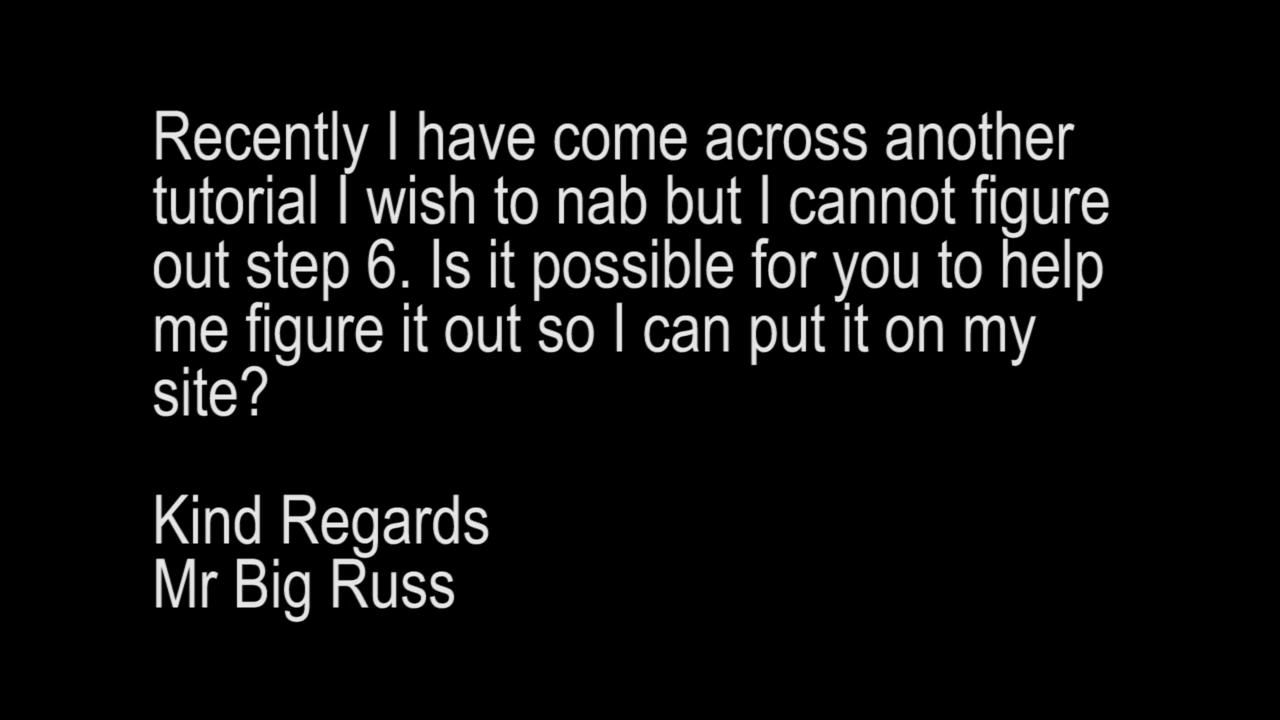 Recently I have come across another
tutorial I wish to nab but I cannot figure
out step 6. Is it possible for you to help
me figure it out so I can put it on my
site?
Kind Regards
Mr Big Russ